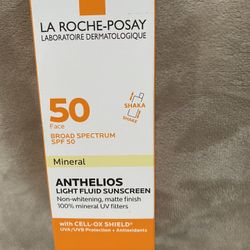 LA ROCHE-POSAY
LABORATOIRE DERMATOLOGIQUE
50
Face
BROAD SPECTRUM
SPF 50
SHAKA
SHAKE
Mineral
ANTHELIOS
LIGHT FLUID SUNSCREEN
Non-whitening, matte finish
100% mineral UV filters
with CELL-OX SHIELD®
UVA/UVB Protection + Antioxidants